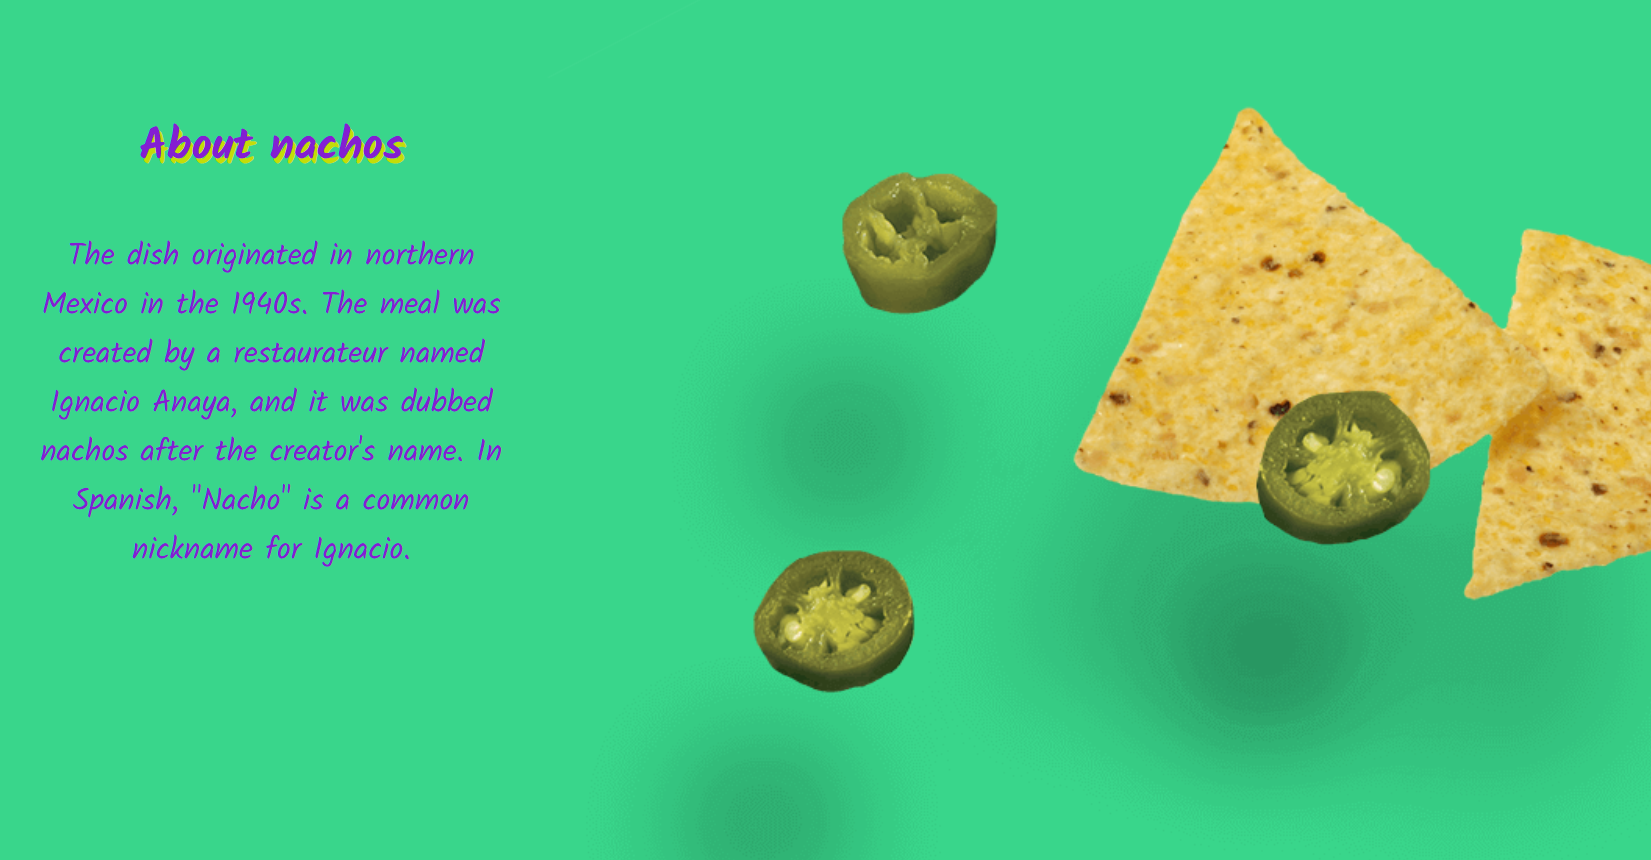 About nachos
The dish originated in northern
Mexico in the 1940s. The meal was
created by a restaurateur named
Ignacio Anaya, and it was dubbed
nachos after the creator's name. In
Spanish, "Nacho" is a common
nickname for Ignacio.